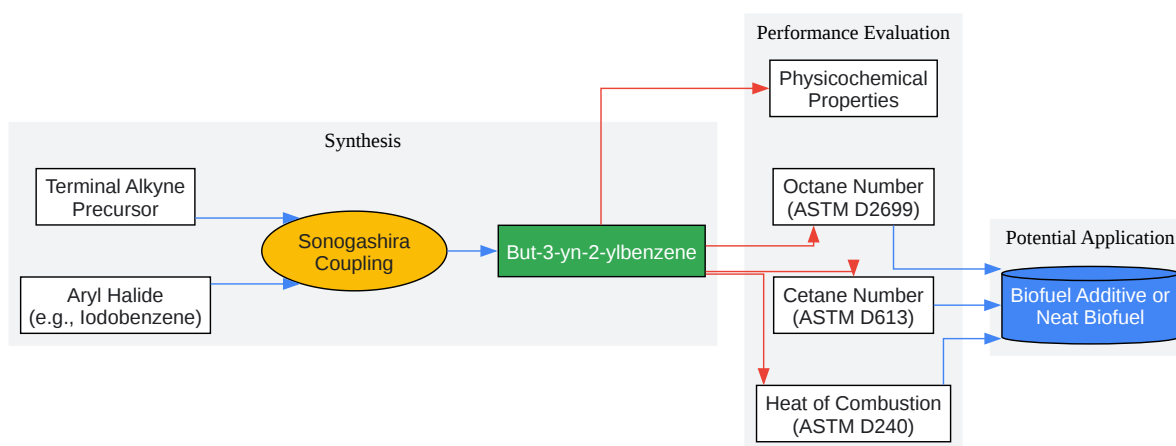 Performance Evaluation
Physicochemical
Properties
Synthesis
Terminal Alkyne
Precursor
Octane Number
(ASTM D2699)
Sonogashira
Coupling
But-3-yn-2-ylbenzene
Potential Application
Aryl Halide
(e.g., Iodobenzene)
Cetane Number
(ASTM D613)
Biofuel Additive or
Neat Biofuel
Heat of Combustion
(ASTM D240)